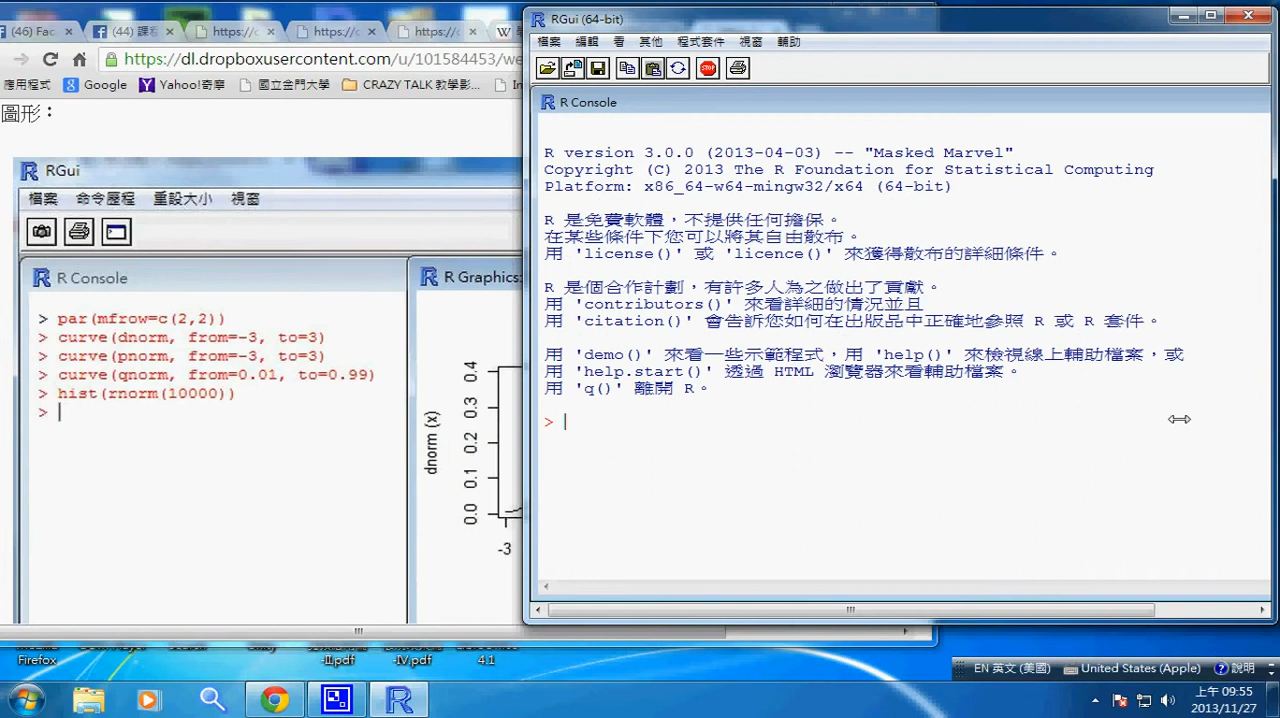 (46) Fac
(44) 課名
https://c
https://c
https://c
https://dl.dropboxusercontent.com/u/101584453/we
應用程式 Google Yahoo!奇摩 國立金門大學 CRAZY TALK 教學影... In
圖形：
RGui
檔案 命令歷程 重設大小 視窗
R Console
> par(mfrow=c(2,2))
> curve(dnorm, from=-3, to=3)
> curve(pnorm, from=-3, to=3)
> curve(qnorm, from=0.01, to=0.99)
> hist(rnorm(10000))
>
R Graphics:
dnorm (x)
0.4
0.3
0.2
0.1
0.0
-3
RGui (64-bit)
檔案 編輯 看 其他 程式套件 視窗 輔助
STOP
R Console
R version 3.0.0 (2013-04-03) -- "Masked Marvel"
Copyright (C) 2013 The R Foundation for Statistical Computing
Platform: x86_64-w64-mingw32/x64 (64-bit)
R 是免費軟體，不提供任何擔保。
在某些條件下您可以將其自由散布。
用 'license()' 或 'licence()' 來獲得散布的詳細條件。
R 是個合作計劃，有許多人為之做出了貢獻。
用 'contributors()' 來看詳細的情況並且
用 'citation()' 會告訴您如何在出版品中正確地參照 R 或 R 套件。
用 'demo()' 來看一些示範程式，用 'help()' 來檢視線上輔助檔案，或
用 'help.start()' 透過 HTML 瀏覽器來看輔助檔案。
用 'q()' 離開 R。
>
Firefox
-II.pdf
-IV.pdf
4.1
EN 英文 (美國) United States (Apple) 說明
上午 09:55
2013/11/27